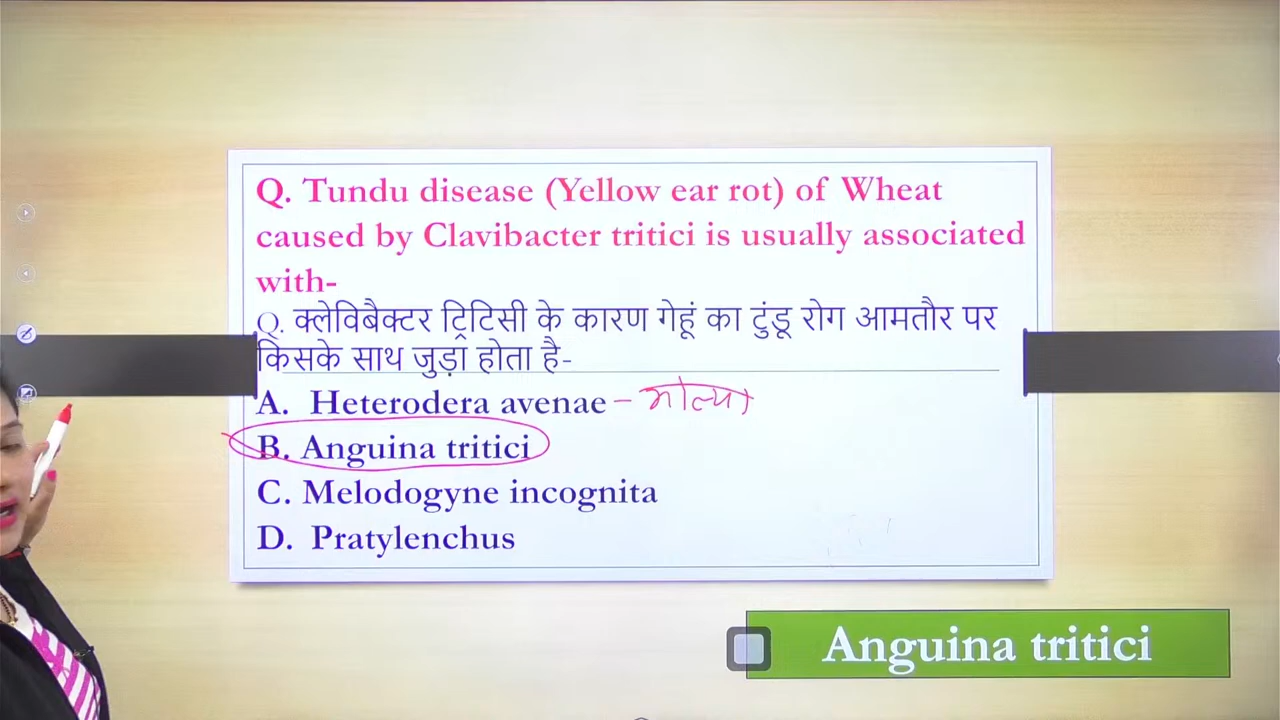 Q. Tundu disease (Yellow ear rot) of Wheat
caused by Clavibacter tritici is usually associated
with-
Q. क्लेविबैक्टर ट्रिटिसी के कारण गेहूं का टुंडू रोग आमतौर पर
किसके साथ जुड़ा होता है-
A. Heterodera avenae – मोल्या
B. Anguina tritici
C. Melodogyne incognita
D. Pratylenchus
Anguina tritici